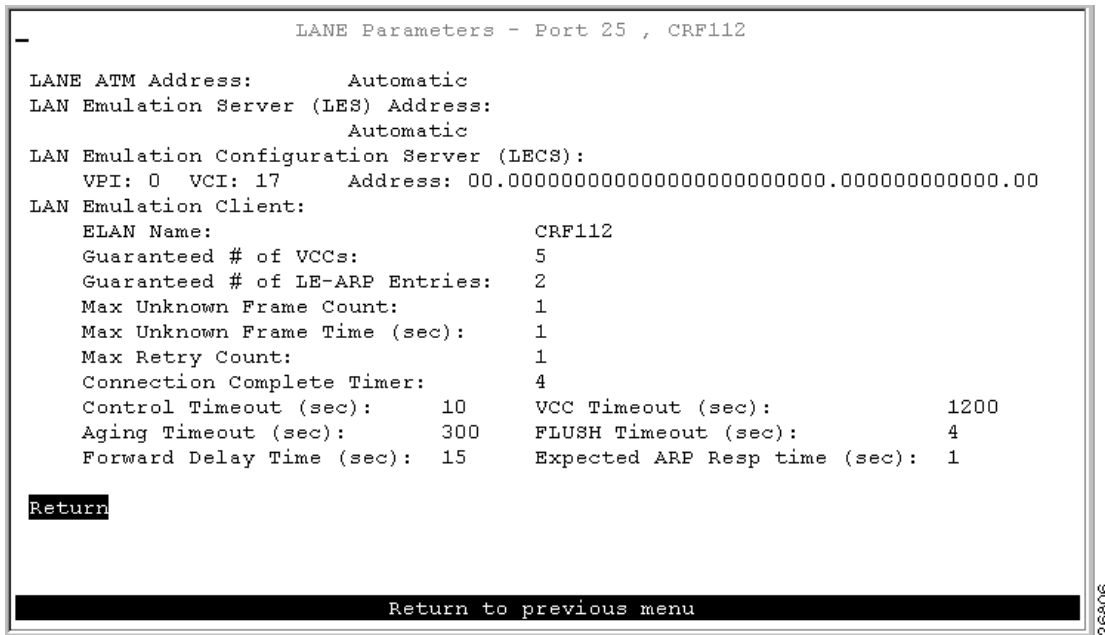 LANE Parameters - Port 25 , CRF112
LANE ATM Address: Automatic
LAN Emulation Server (LES) Address:
Automatic
LAN Emulation Configuration Server (LECS):
VPI: 0 VCI: 17 Address: 00.00000000000000000000000000.000000000000.00
LAN Emulation Client:
ELAN Name: CRF112
Guaranteed # of VCCs: 5
Guaranteed # of LE-ARP Entries: 2
Max Unknown Frame Count: 1
Max Unknown Frame Time (sec): 1
Max Retry Count: 1
Connection Complete Timer: 4
Control Timeout (sec): 10 VCC Timeout (sec): 1200
Aging Timeout (sec): 300 FLUSH Timeout (sec): 4
Forward Delay Time (sec): 15 Expected ARP Resp time (sec): 1
Return
Return to previous menu